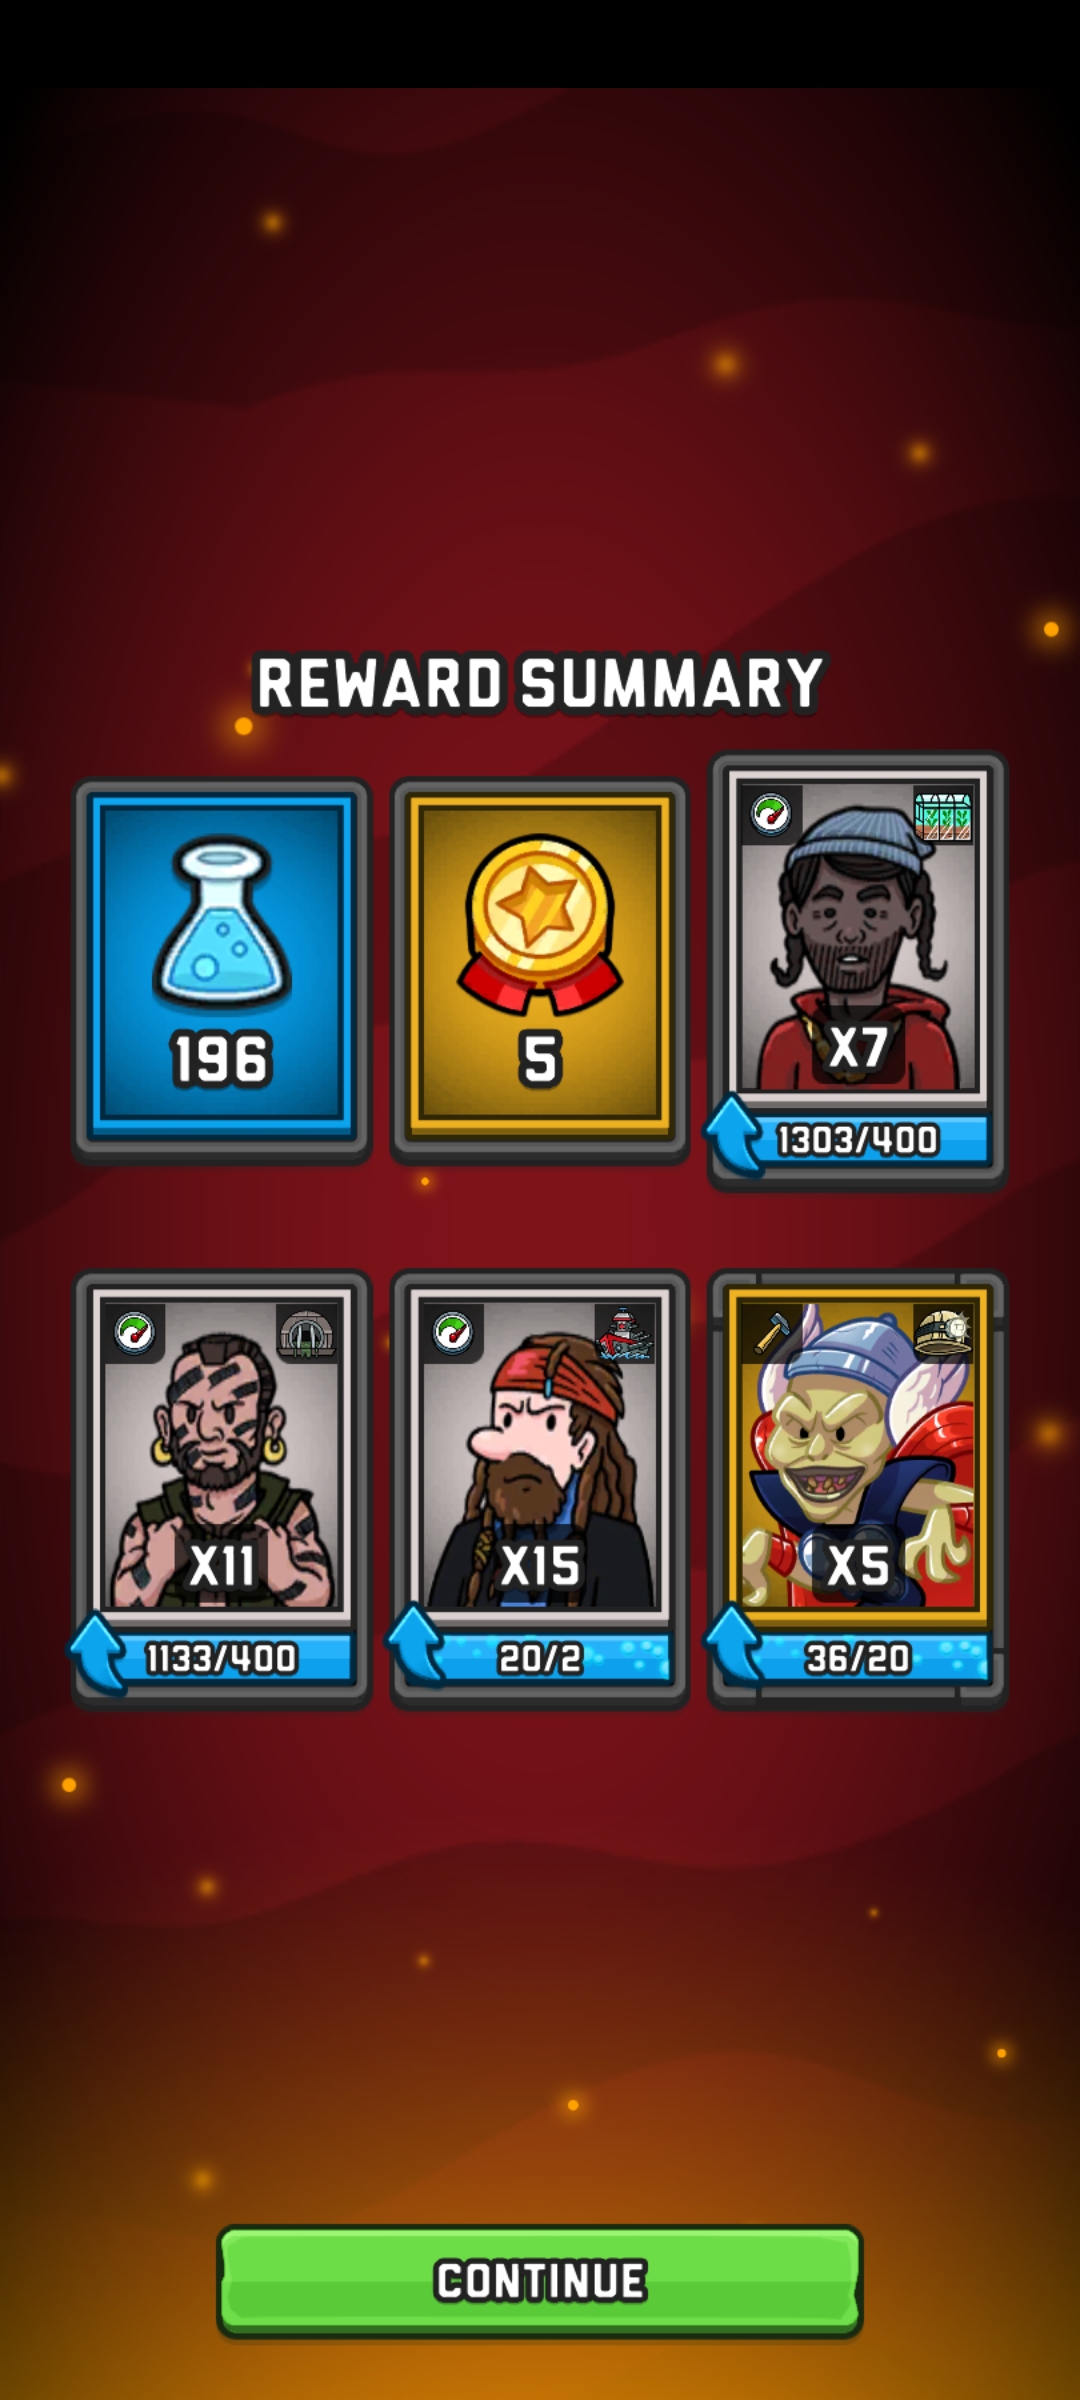 REWARD SUMMARY
196
5
X7
1303/400
X11
1133/400
X15
20/2
X5
36/20
CONTINUE